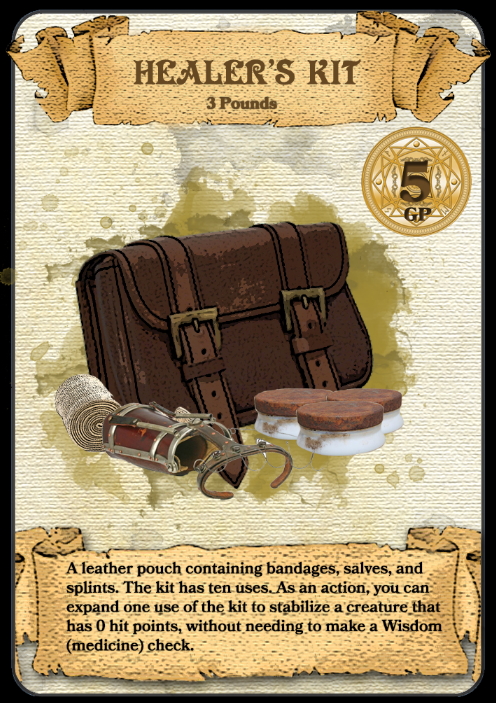 HEALER'S KIT
3 Pounds
5
GP
A leather pouch containing bandages, salves, and
splints. The kit has ten uses. As an action, you can
expand one use of the kit to stabilize a creature that
has 0 hit points, without needing to make a Wisdom
(medicine) check.